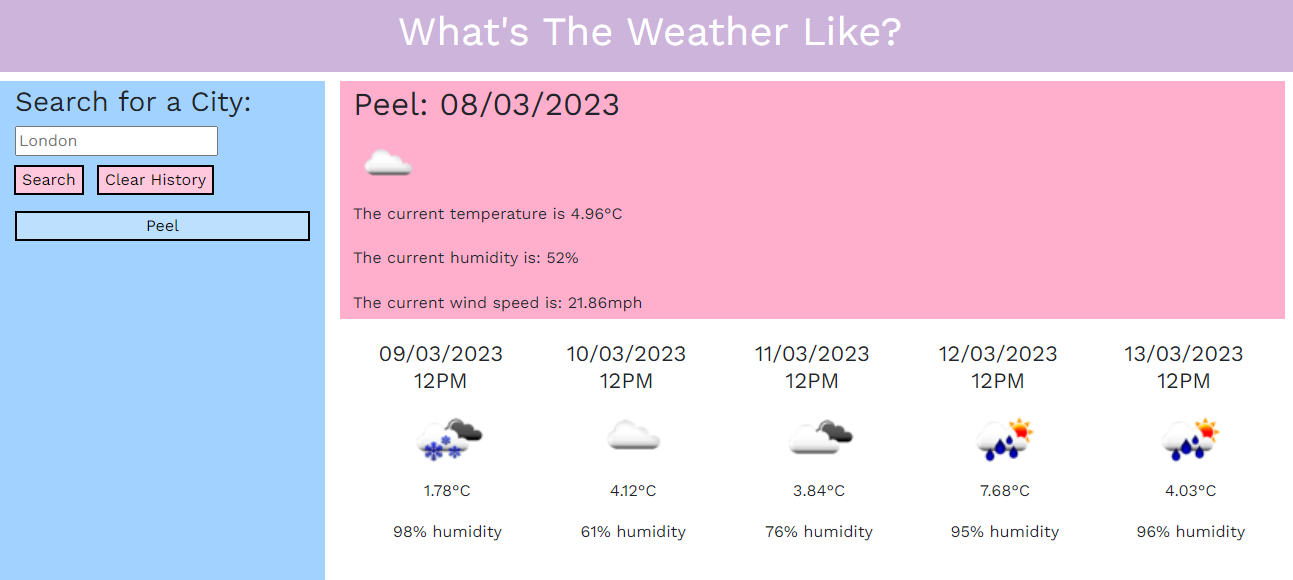 What's The Weather Like?
Search for a City:
London
Search Clear History
Peel
Peel: 08/03/2023
The current temperature is 4.96°C
The current humidity is: 52%
The current wind speed is: 21.86mph
09/03/2023 10/03/2023 11/03/2023 12/03/2023 13/03/2023
12PM 12PM 12PM 12PM 12PM
1.78°C 4.12°C 3.84°C 7.68°C 4.03°C
98% humidity 61% humidity 76% humidity 95% humidity 96% humidity